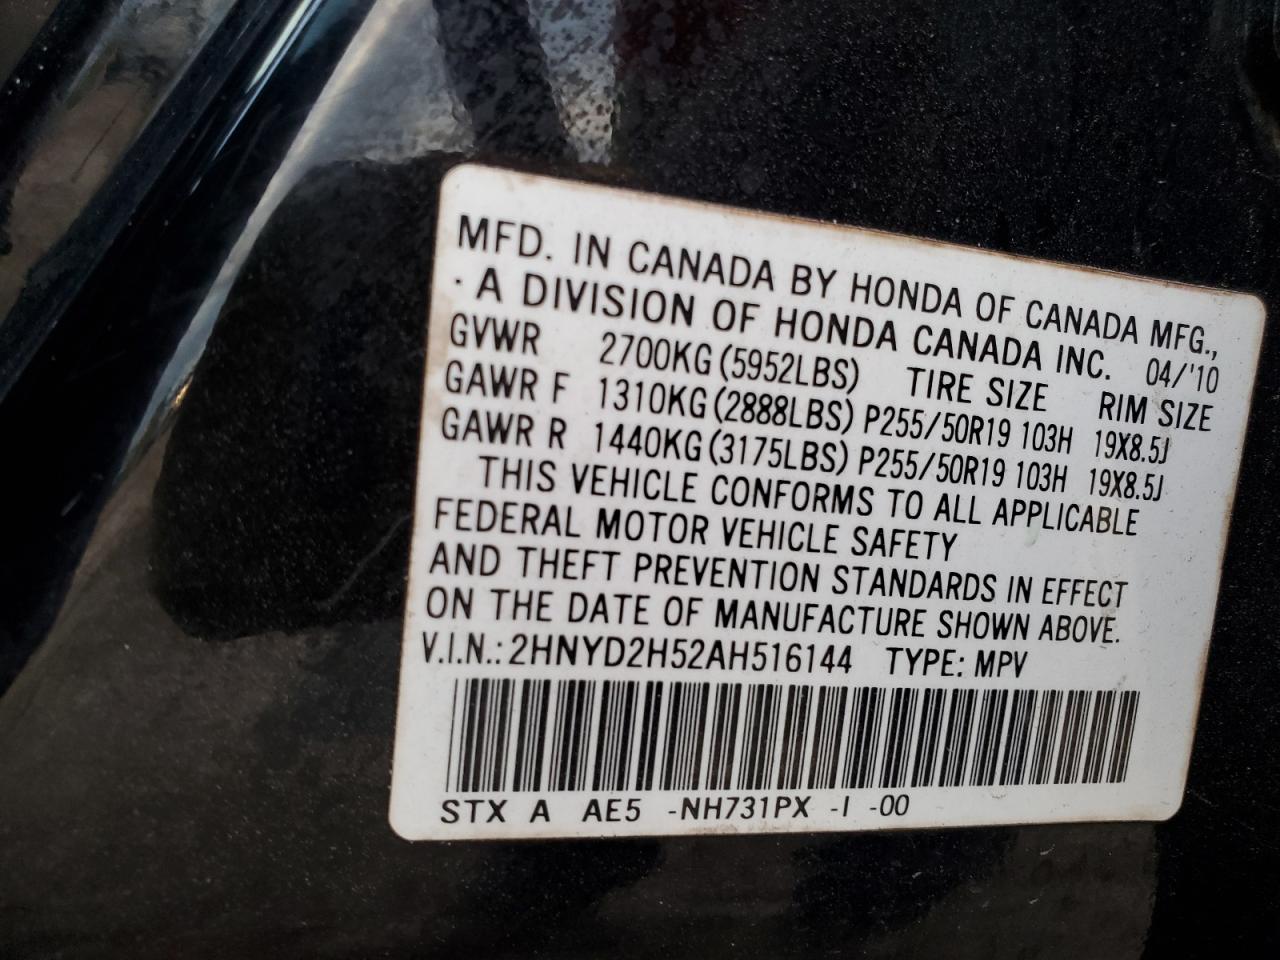 MFD. IN CANADA BY HONDA OF CANADA MFG.,
· A DIVISION OF HONDA CANADA INC. 04/'10
GVWR 2700KG (5952LBS) TIRE SIZE RIM SIZE
GAWR F 1310KG (2888LBS) P255/50R19 103H 19X8.5J
GAWR R 1440KG (3175LBS) P255/50R19 103H 19X8.5J
THIS VEHICLE CONFORMS TO ALL APPLICABLE
FEDERAL MOTOR VEHICLE SAFETY
AND THEFT PREVENTION STANDARDS IN EFFECT
ON THE DATE OF MANUFACTURE SHOWN ABOVE.
V.I.N.: 2HNYD2H52AH516144 TYPE: MPV
STX A AE5 -NH731PX -I -00